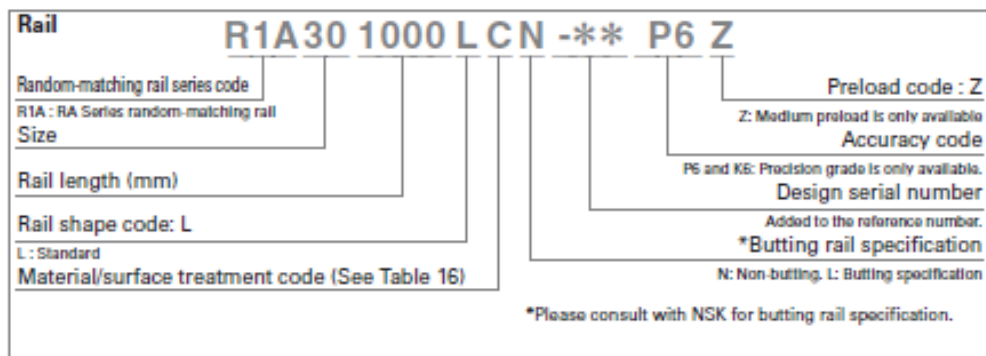 Rail
R1A30 1000 L C N -** P6 Z
Random-matching rail series code
R1A : RA Series random-matching rail
Size
Rail length (mm)
Rail shape code: L
L : Standard
Material/surface treatment code (See Table 16)
Preload code : Z
Z: Medium preload is only available
Accuracy code
P6 and K6: Precision grade is only available.
Design serial number
Added to the reference number.
*Butting rail specification
N: Non-butting. L: Butting specification
*Please consult with NSK for butting rail specification.